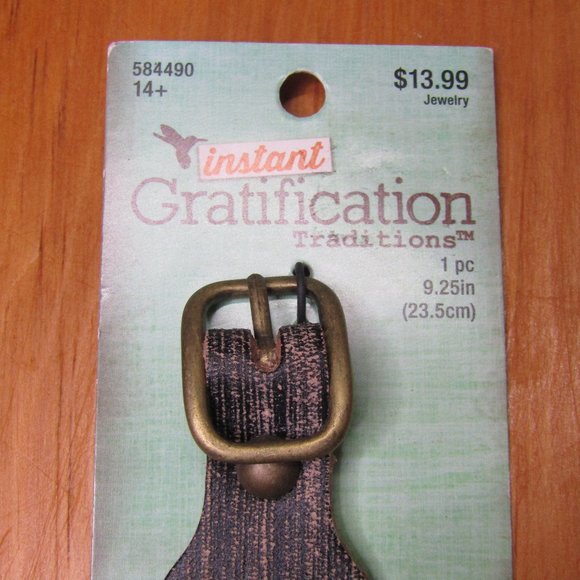 584490
14+
$13.99
Jewelry
instant
Gratification
Traditions™
1 pc
9.25in
(23.5cm)